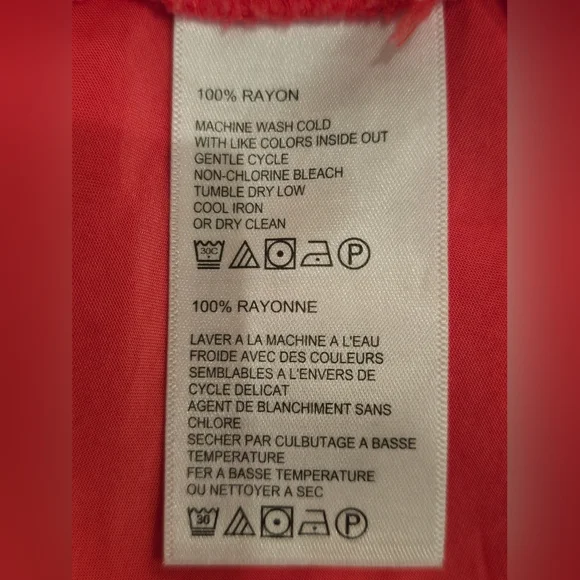 100% RAYON
MACHINE WASH COLD
WITH LIKE COLORS INSIDE OUT
GENTLE CYCLE
NON-CHLORINE BLEACH
TUMBLE DRY LOW
COOL IRON
OR DRY CLEAN
30C P
100% RAYONNE
LAVER A LA MACHINE A L'EAU
FROIDE AVEC DES COULEURS
SEMBLABLES A L'ENVERS DE
CYCLE DELICAT
AGENT DE BLANCHIMENT SANS
CHLORE
SECHER PAR CULBUTAGE A BASSE
TEMPERATURE
FER A BASSE TEMPERATURE
OU NETTOYER A SEC
30 P